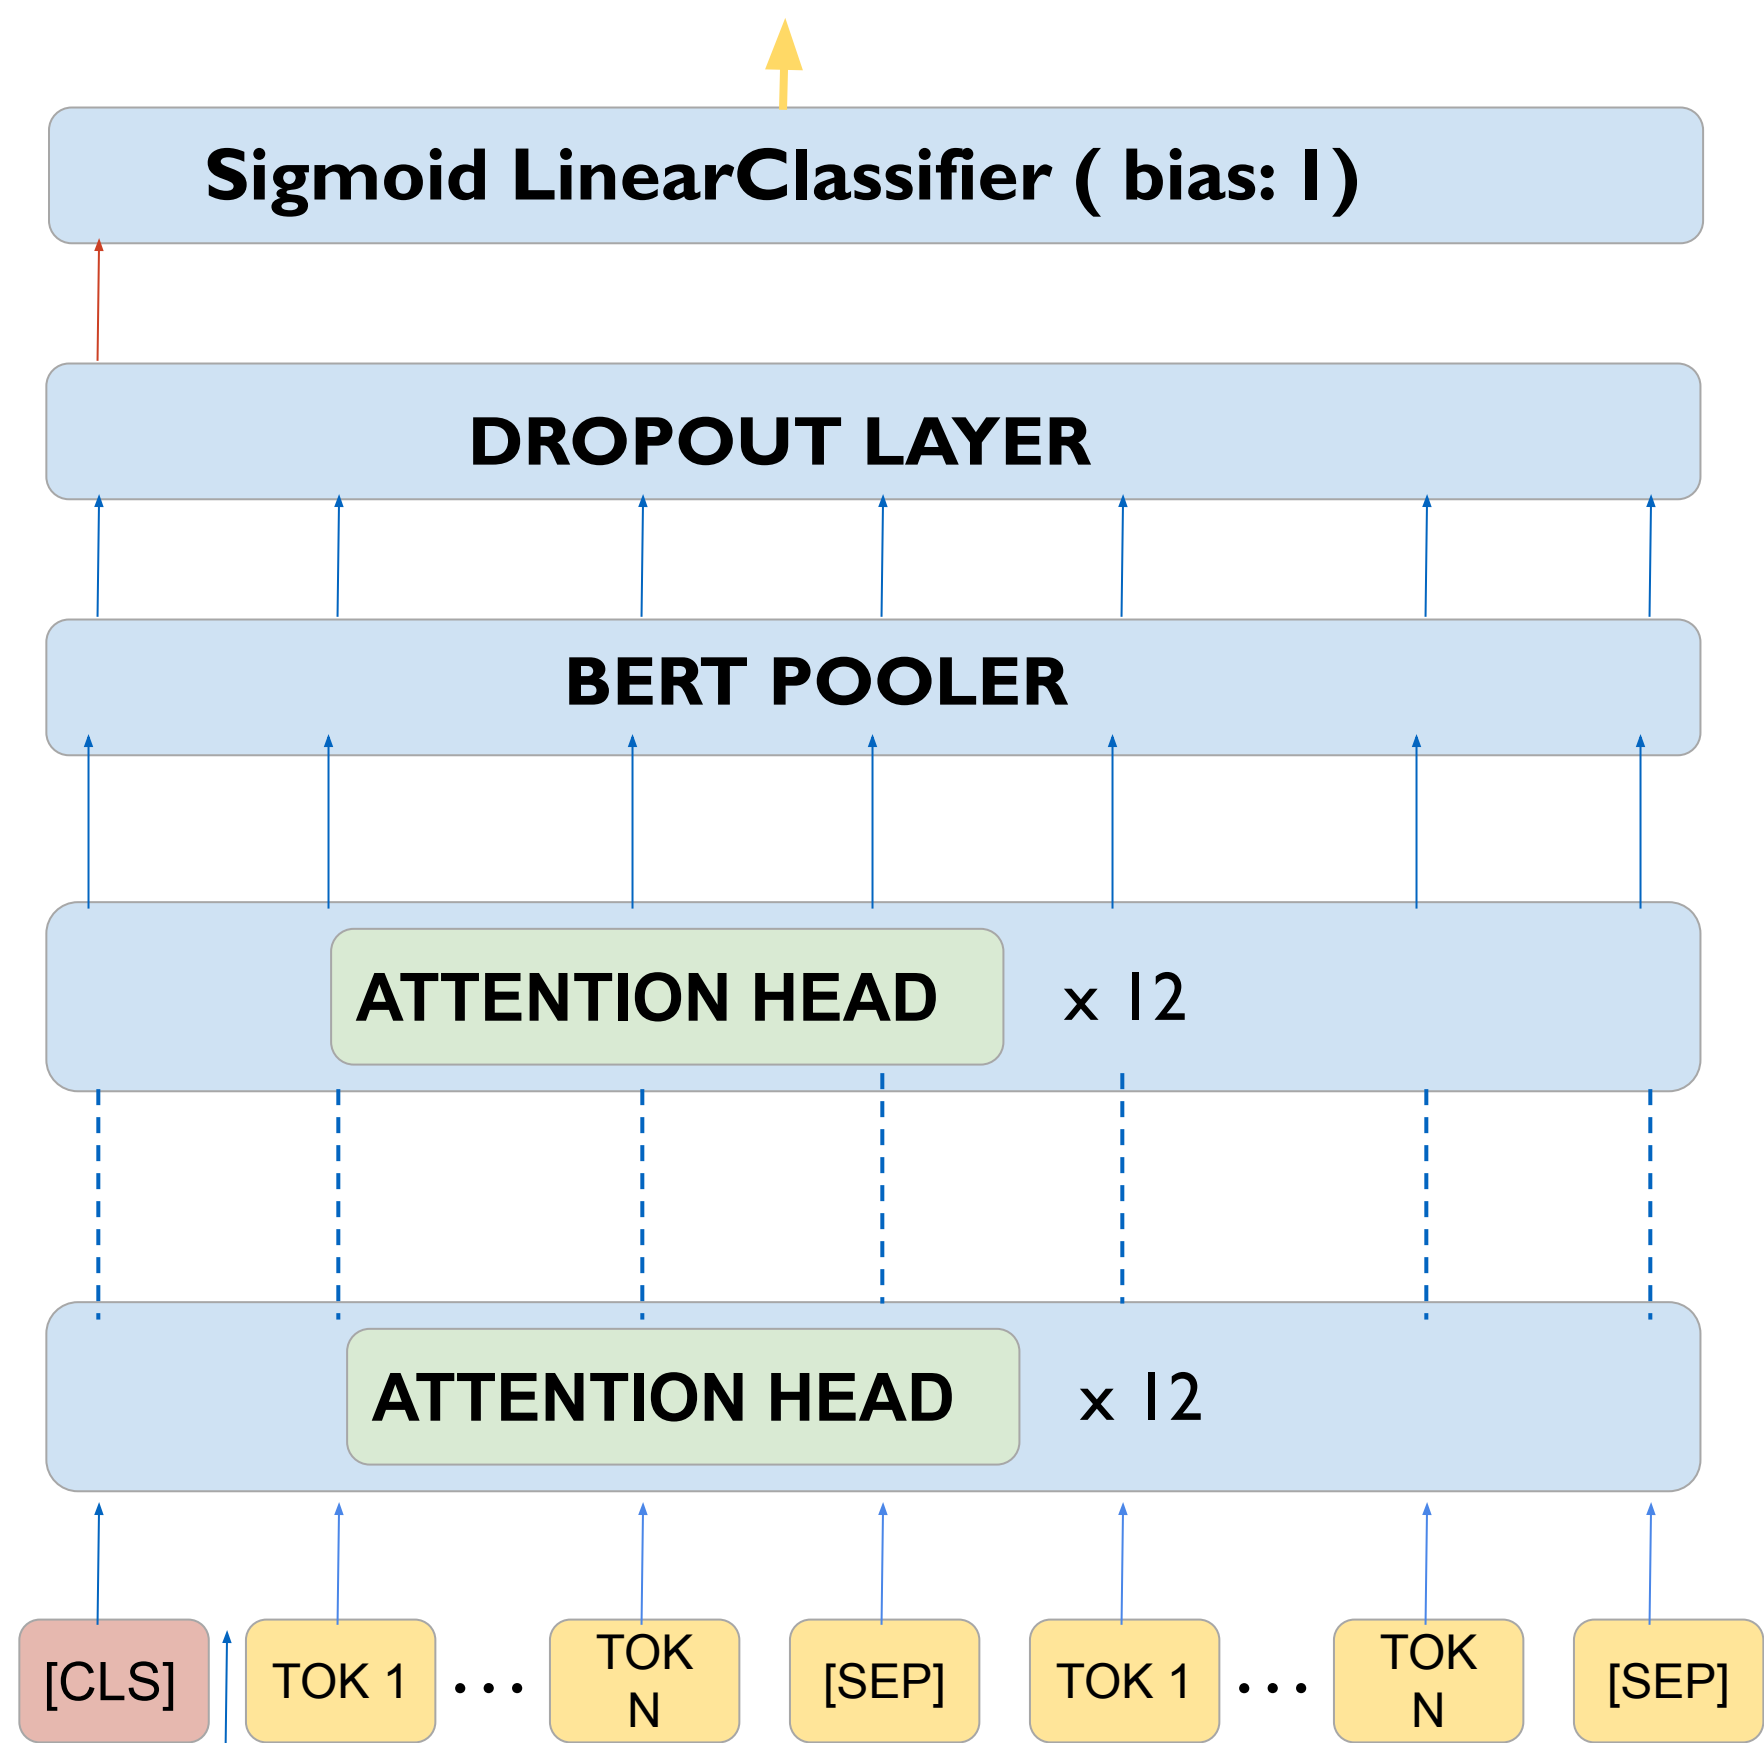 Sigmoid LinearClassifier ( bias: 1)
DROPOUT LAYER
BERT POOLER
ATTENTION HEAD x 12
ATTENTION HEAD x 12
[CLS] TOK 1 ... TOK N [SEP] TOK 1 ... TOK N [SEP]